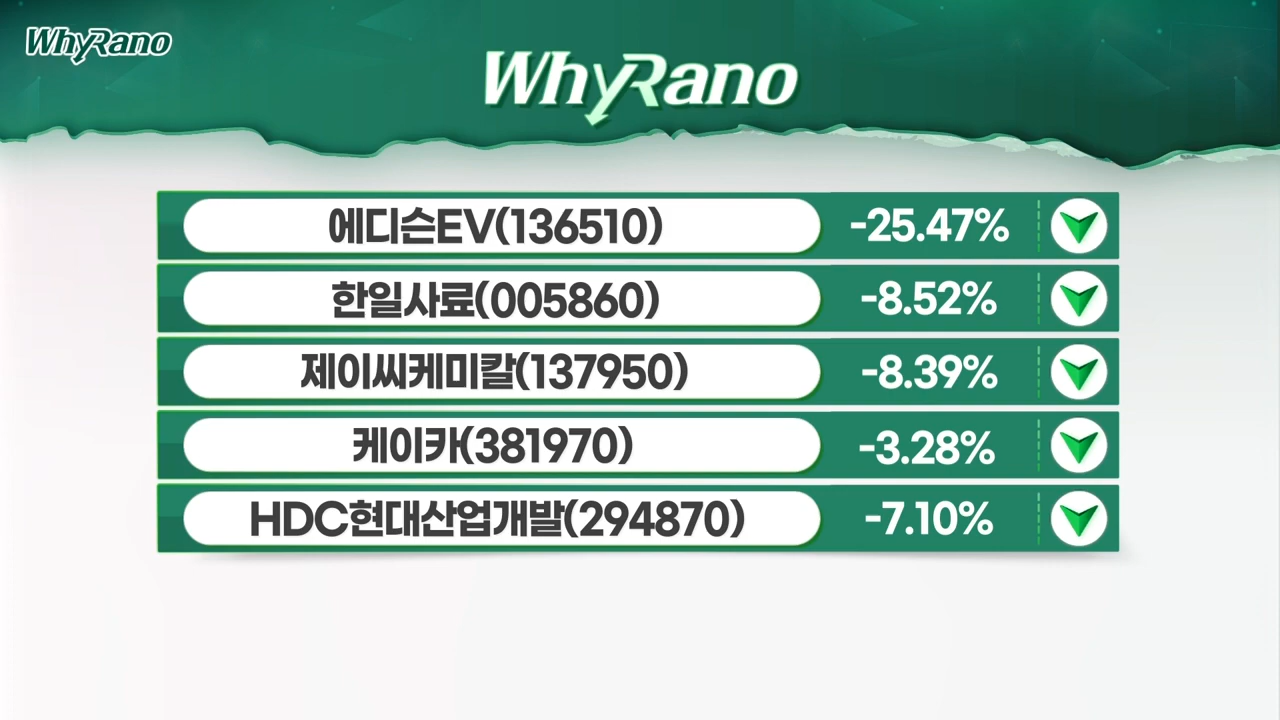 WhyRano
WhyRano
에디슨EV(136510) -25.47%
한일사료(005860) -8.52%
제이씨케미칼(137950) -8.39%
케이카(381970) -3.28%
HDC현대산업개발(294870) -7.10%